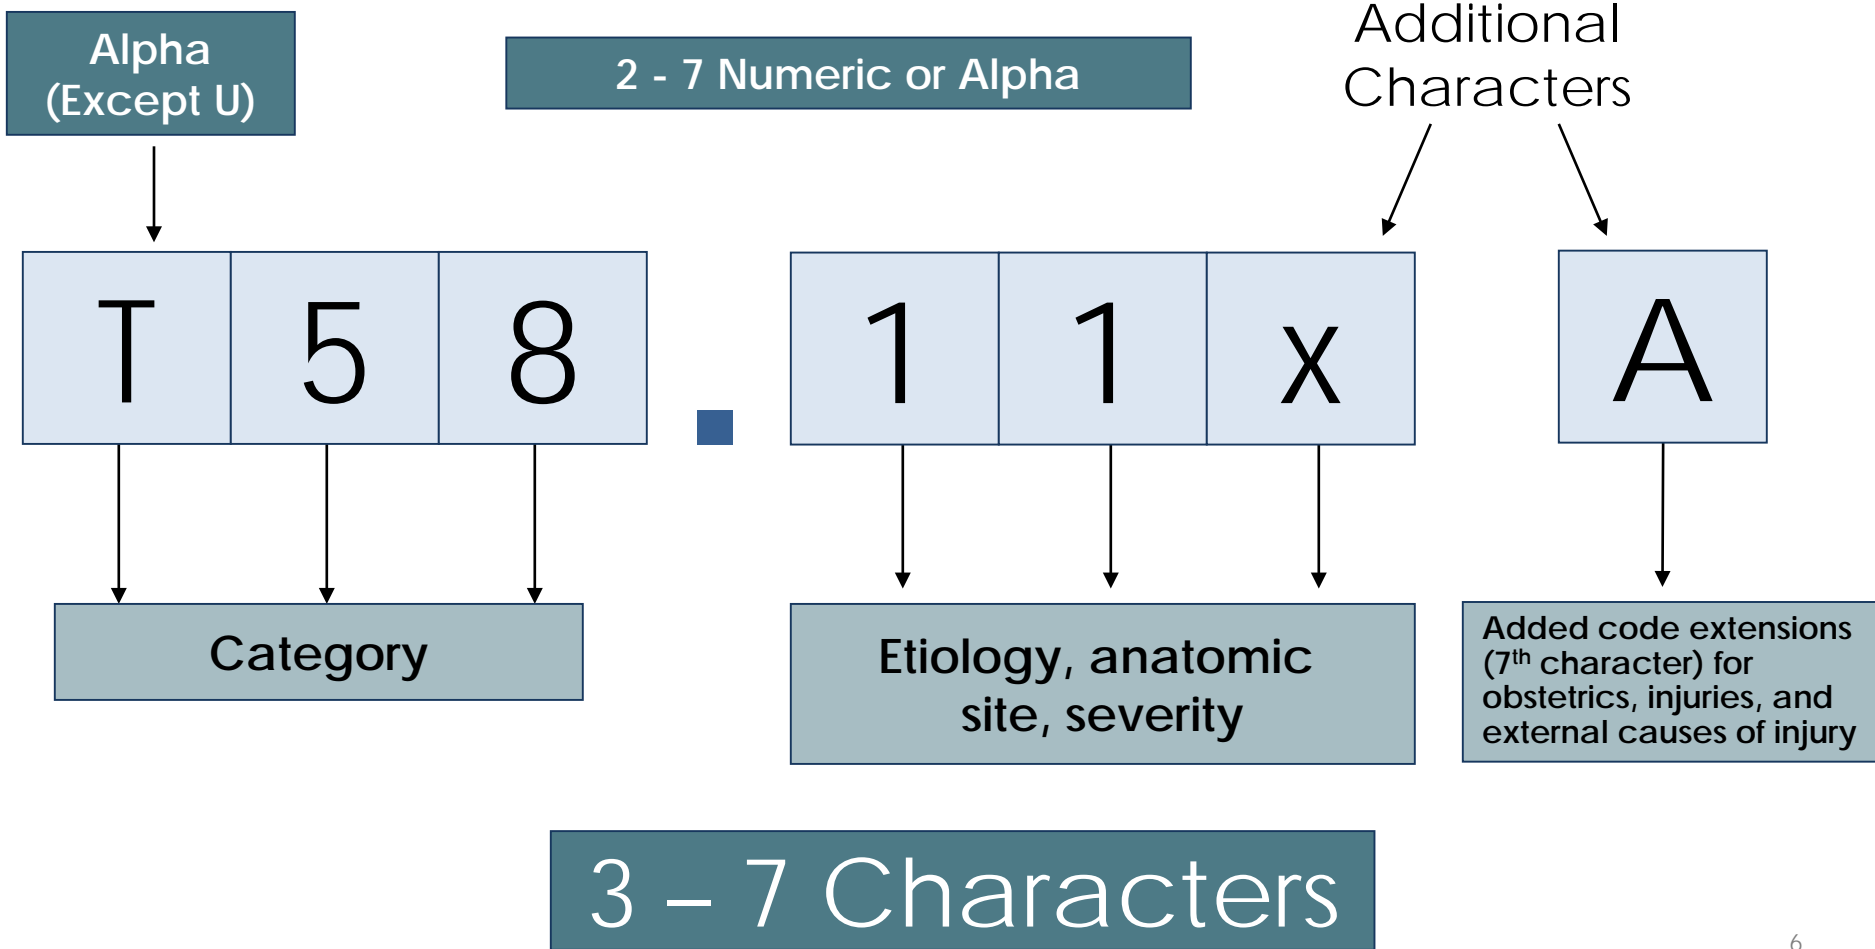 Alpha
(Except U)
2 - 7 Numeric or Alpha
Additional
Characters
T 5 8 . 1 1 x A
Category
Etiology, anatomic
site, severity
Added code extensions
(7th character) for
obstetrics, injuries, and
external causes of injury
3 – 7 Characters
6